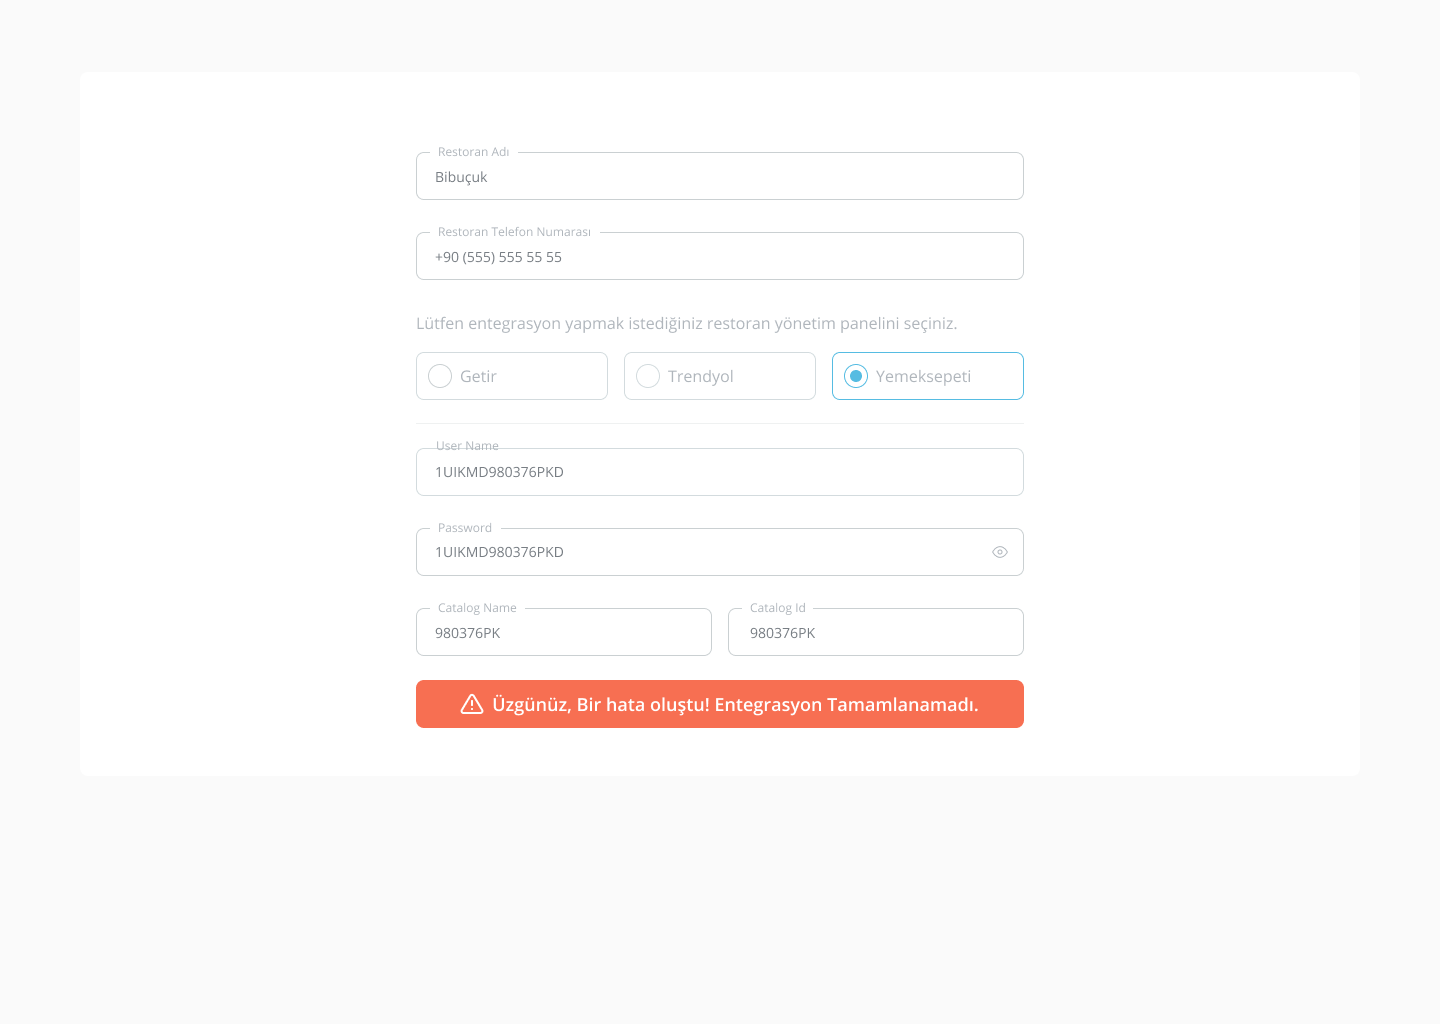 Restoran Adı
Bibuçuk
Restoran Telefon Numarası
+90 (555) 555 55 55
Lütfen entegrasyon yapmak istediğiniz restoran yönetim panelini seçiniz.
Getir
Trendyol
Yemeksepeti
User Name
1UIKMD980376PKD
Password
1UIKMD980376PKD
Catalog Name
980376PK
Catalog Id
980376PK
Üzgünüz, Bir hata oluştu! Entegrasyon Tamamlanamadı.